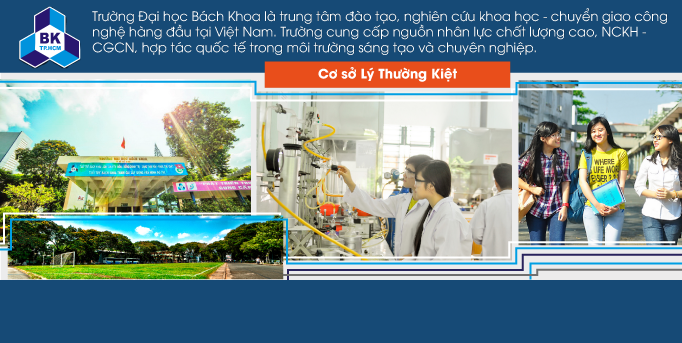 BK
TP.HCM
Trường Đại học Bách Khoa là trung tâm đào tạo, nghiên cứu khoa học - chuyển giao công
nghệ hàng đầu tại Việt Nam. Trường cung cấp nguồn nhân lực chất lượng cao, NCKH -
CGCN, hợp tác quốc tế trong môi trường sáng tạo và chuyên nghiệp.
Cơ sở Lý Thường Kiệt
WHERE
LIFE